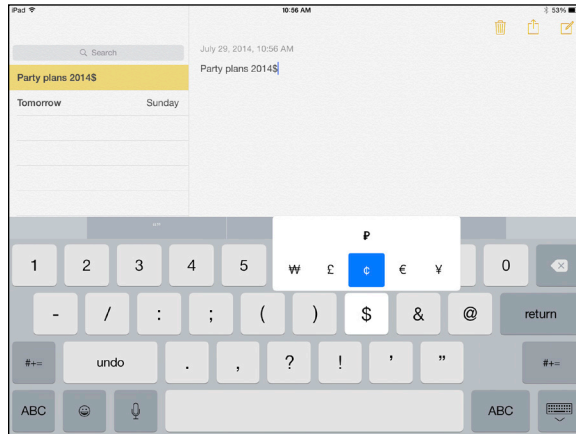 iPad 10:56 AM 53%
Search
July 29, 2014, 10:56 AM
Party plans 2014$
Party plans 2014$
Tomorrow Sunday
""
₽
1 2 3 4 5 ₩ £ ¢ € ¥ 0
- / : ; ( ) $ & @ return
#+= undo . , ? ! ' " #+=
ABC ABC